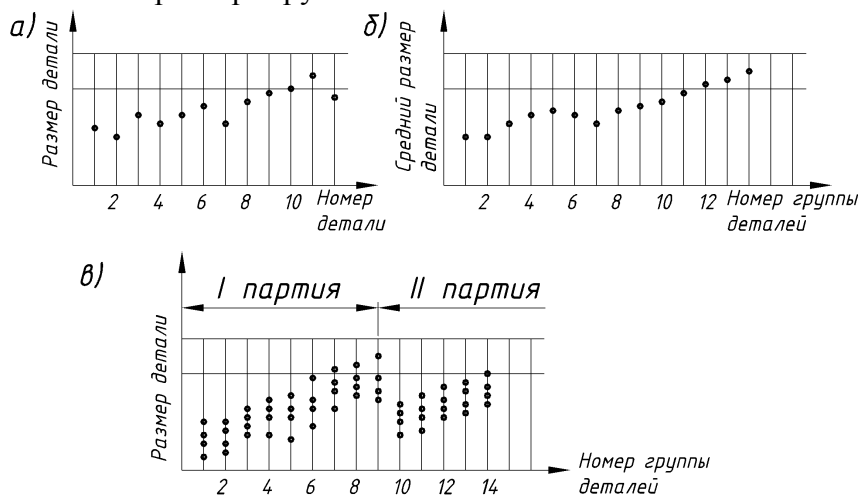 а)
Размер детали
2 4 6 8 10 Номер
детали
б)
Средний размер
детали
2 4 6 8 10 12 Номер группы
деталей
в)
I партия II партия
Размер детали
2 4 6 8 10 12 14 Номер группы
деталей